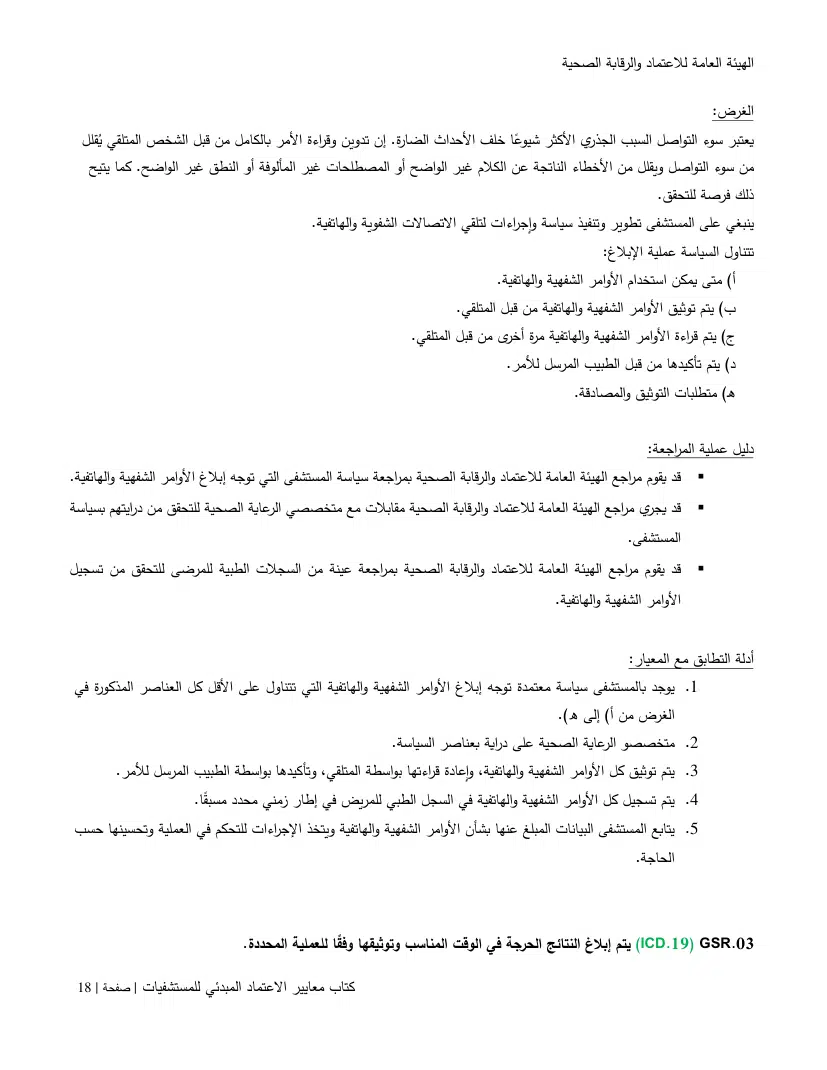 الهيئة العامة للاعتماد والرقابة الصحية
الغرض:
يعتبر سوء التواصل السبب الجذري الأكثر شيوعًا خلف الأحداث الضارة. إن تدوين وقراءة الأمر بالكامل من قبل الشخص المتلقي يُقلل
من سوء التواصل ويقلل من الأخطاء الناتجة عن الكلام غير الواضح أو المصطلحات غير المألوفة أو النطق غير الواضح. كما يتيح
ذلك فرصة للتحقق.
ينبغي على المستشفى تطوير وتنفيذ سياسة وإجراءات لتلقي الاتصالات الشفوية والهاتفية.
تتناول السياسة عملية الإبلاغ:
أ) متى يمكن استخدام الأوامر الشفهية والهاتفية.
ب) يتم توثيق الأوامر الشفهية والهاتفية من قبل المتلقي.
ج) يتم قراءة الأوامر الشفهية والهاتفية مرة أخرى من قبل المتلقي.
د) يتم تأكيدها من قبل الطبيب المرسل للأمر.
ه) متطلبات التوثيق والمصادقة.
دليل عملية المراجعة:
▪ قد يقوم مراجع الهيئة العامة للاعتماد والرقابة الصحية بمراجعة سياسة المستشفى التي توجه إبلاغ الأوامر الشفهية والهاتفية.
▪ قد يجري مراجع الهيئة العامة للاعتماد والرقابة الصحية مقابلات مع متخصصي الرعاية الصحية للتحقق من درايتهم بسياسة
المستشفى.
▪ قد يقوم مراجع الهيئة العامة للاعتماد والرقابة الصحية بمراجعة عينة من السجلات الطبية للمرضى للتحقق من تسجيل
الأوامر الشفهية والهاتفية.
أدلة التطابق مع المعيار:
1. يوجد بالمستشفى سياسة معتمدة توجه إبلاغ الأوامر الشفهية والهاتفية التي تتناول على الأقل كل العناصر المذكورة في
الغرض من أ) إلى ه).
2. متخصصو الرعاية الصحية على دراية بعناصر السياسة.
3. يتم توثيق كل الأوامر الشفهية والهاتفية، وإعادة قراءتها بواسطة المتلقي، وتأكيدها بواسطة الطبيب المرسل للأمر.
4. يتم تسجيل كل الأوامر الشفهية والهاتفية في السجل الطبي للمريض في إطار زمني محدد مسبقًا.
5. يتابع المستشفى البيانات المبلغ عنها بشأن الأوامر الشفهية والهاتفية ويتخذ الإجراءات للتحكم في العملية وتحسينها حسب
الحاجة.
GSR.03 (ICD.19) يتم إبلاغ النتائج الحرجة في الوقت المناسب وتوثيقها وفقًا للعملية المحددة.
كتاب معايير الاعتماد المبدئي للمستشفيات | صفحة | 18